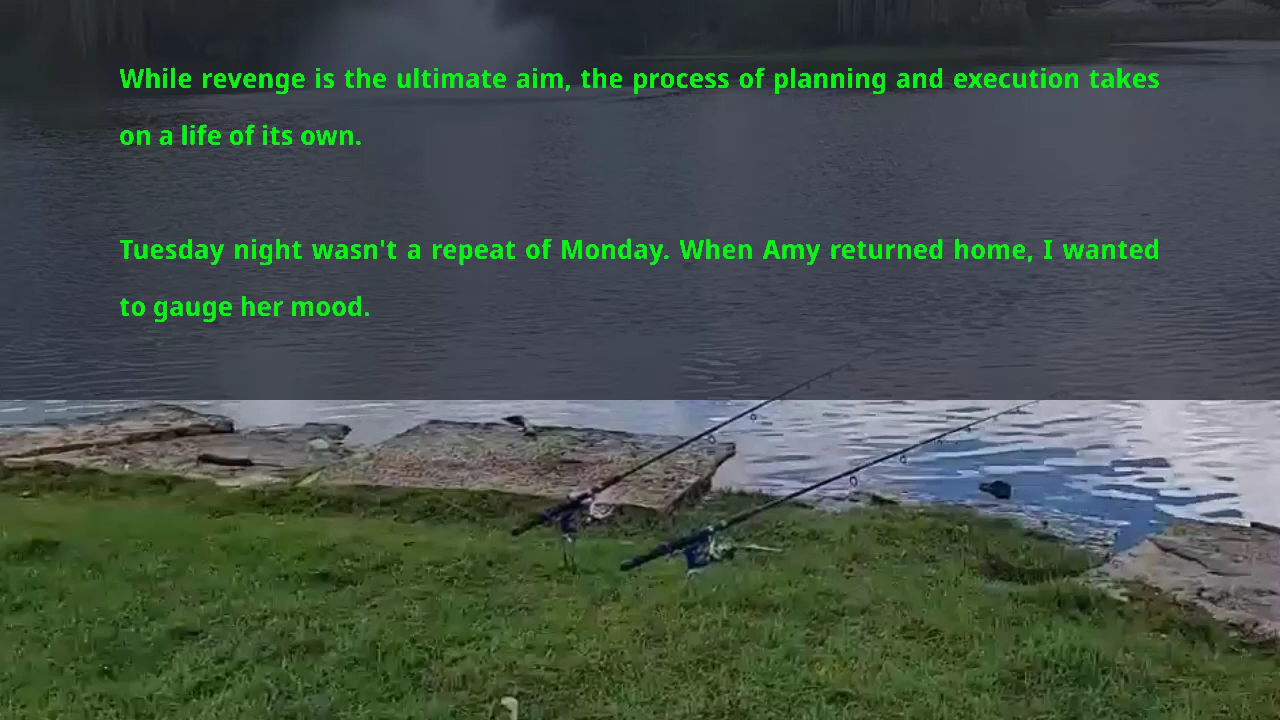 While revenge is the ultimate aim, the process of planning and execution takes
on a life of its own.
Tuesday night wasn't a repeat of Monday. When Amy returned home, I wanted
to gauge her mood.